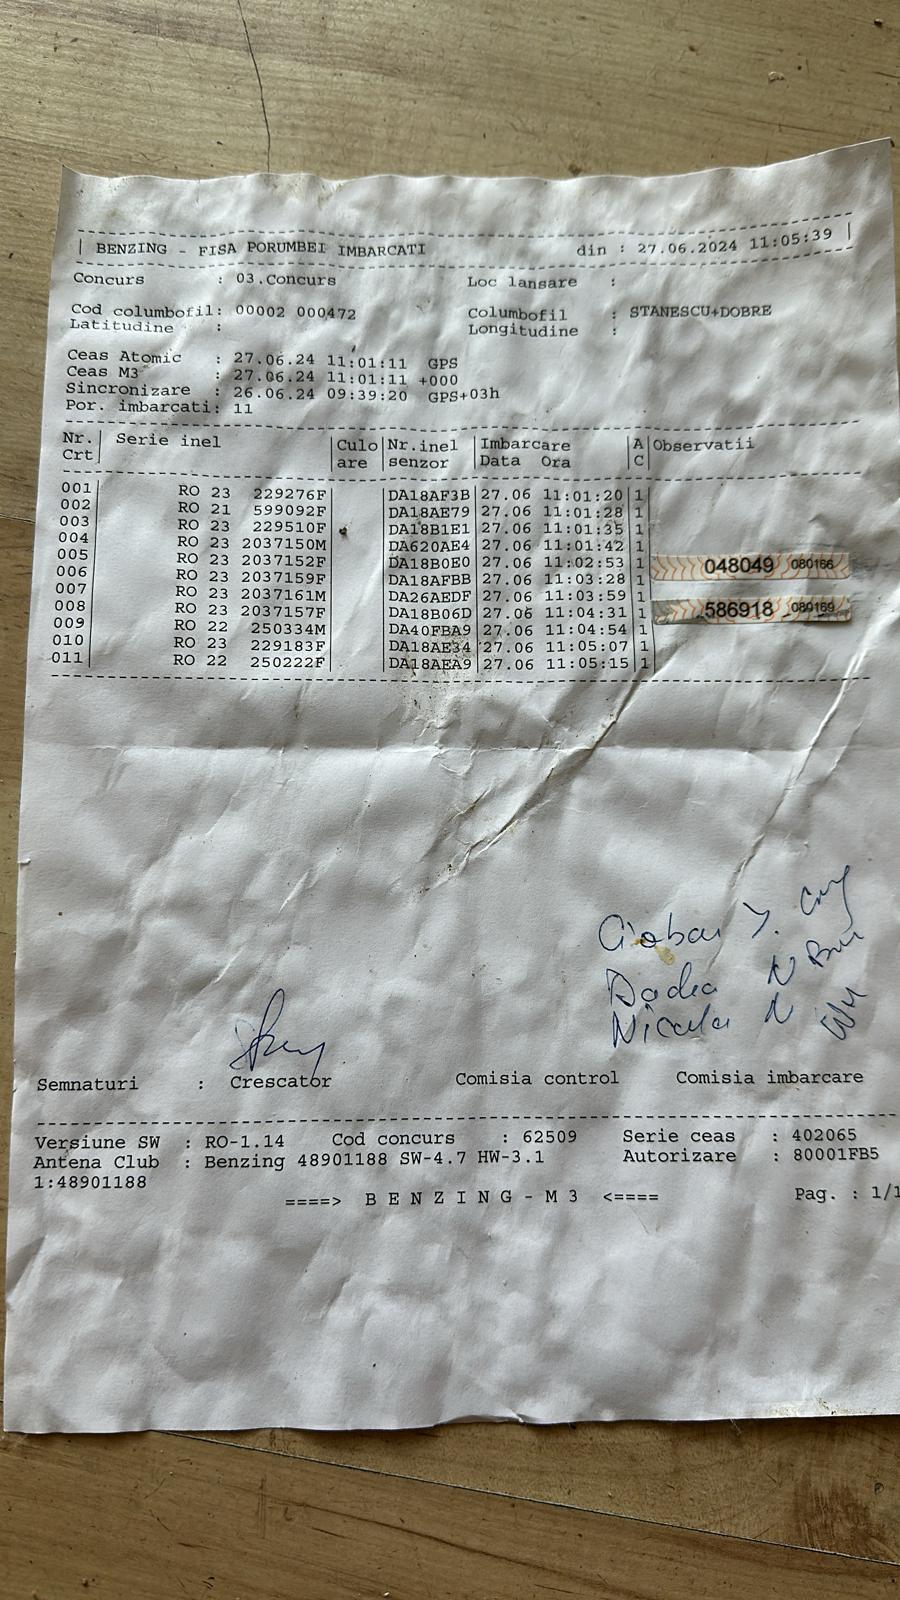 | BENZING - FISA PORUMBEI IMBARCATI din : 27.06.2024 11:05:39 |
Concurs : 03.Concurs Loc lansare :
Cod columbofil: 00002 000472 Columbofil : STANESCU+DOBRE
Latitudine : Longitudine :
Ceas Atomic : 27.06.24 11:01:11 GPS
Ceas M3 : 27.06.24 11:01:11 +000
Sincronizare : 26.06.24 09:39:20 GPS+03h
Por. imbarcati: 11
Nr.| Serie inel |Culo|Nr.inel |Imbarcare |A|Observatii
Crt| |are |senzor |Data Ora |C|
001| RO 23 229276F| |DA18AF3B|27.06 11:01:20|1|
002| RO 21 599092F| |DA18AE79|27.06 11:01:28|1|
003| RO 23 229510F| |DA18B1E1|27.06 11:01:35|1|
004| RO 23 2037150M| |DA620AE4|27.06 11:01:42|1|
005| RO 23 2037152F| |DA18B0E0|27.06 11:02:53|1| 048049 080166
006| RO 23 2037159F| |DA18AFBB|27.06 11:03:28|1|
007| RO 23 2037161M| |DA26AEDF|27.06 11:03:59|1|
008| RO 23 2037157F| |DA18B06D|27.06 11:04:31|1| 586918 080169
009| RO 22 250334M| |DA40FBA9|27.06 11:04:54|1|
010| RO 23 229183F| |DA18AE34|27.06 11:05:07|1|
011| RO 22 250222F| |DA18AEA9|27.06 11:05:15|1|
Badea N
Nicolae N
Semnaturi : Crescator Comisia control Comisia imbarcare
Versiune SW : RO-1.14 Cod concurs : 62509 Serie ceas : 402065
Antena Club : Benzing 48901188 SW-4.7 HW-3.1 Autorizare : 80001FB5
1:48901188
====> B E N Z I N G - M 3 <==== Pag. : 1/1